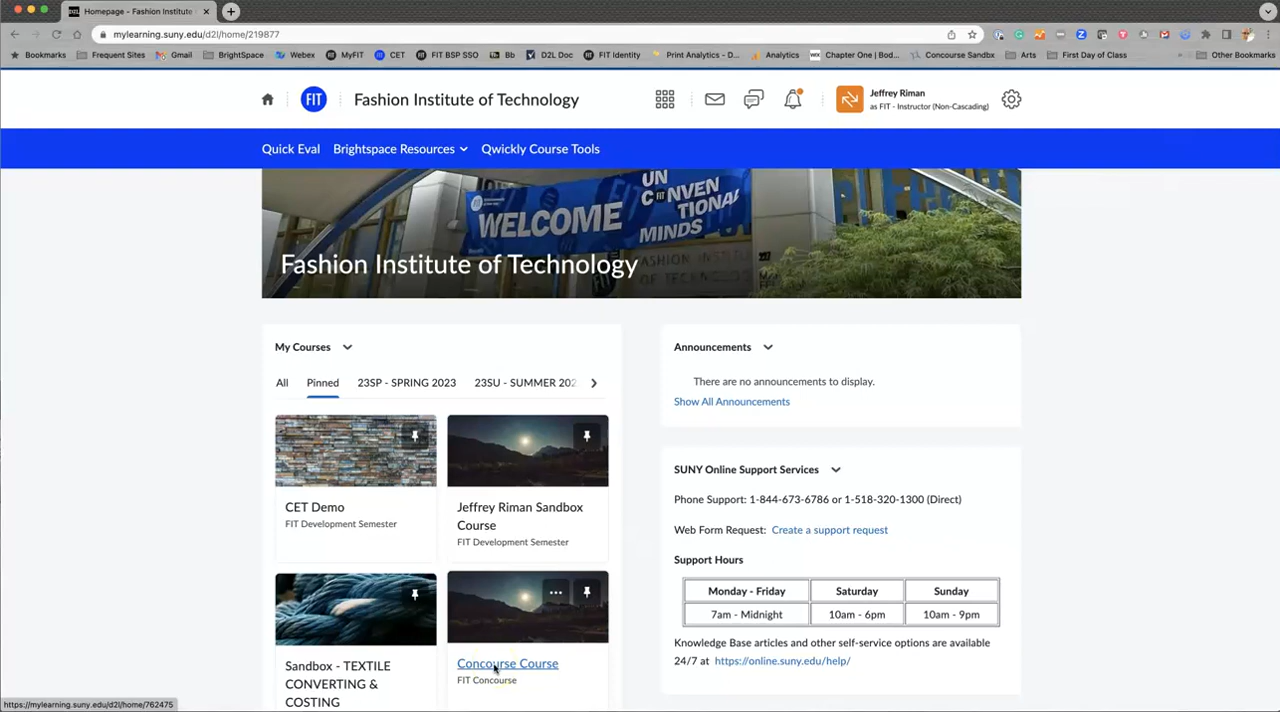 D2L Homepage - Fashion Institute
mylearning.suny.edu/d2l/home/219877
Bookmarks Frequent Sites Gmail BrightSpace Webex MyFIT CET FIT BSP SSO Bb D2L Doc FIT Identity Print Analytics - D... Analytics Chapter One | Bod... Concourse Sandbx Arts First Day of Class Other Bookmarks
FIT Fashion Institute of Technology
Jeffrey Riman
as FIT - Instructor (Non-Cascading)
Quick Eval Brightspace Resources Qwickly Course Tools
WELCOME
UN
CONVEN
TIONAL
MINDS
227
FASHION INSTITUTE
OF TECHNOLOGY
Fashion Institute of Technology
My Courses
All Pinned 23SP - SPRING 2023 23SU - SUMMER 202
CET Demo
FIT Development Semester
Jeffrey Riman Sandbox
Course
FIT Development Semester
Sandbox - TEXTILE
CONVERTING &
COSTING
Concourse Course
FIT Concourse
Announcements
There are no announcements to display.
Show All Announcements
SUNY Online Support Services
Phone Support: 1-844-673-6786 or 1-518-320-1300 (Direct)
Web Form Request: Create a support request
Support Hours
Monday - Friday Saturday Sunday
7am - Midnight 10am - 6pm 10am - 9pm
Knowledge Base articles and other self-service options are available
24/7 at https://online.suny.edu/help/
https://mylearning.suny.edu/d2l/home/762475